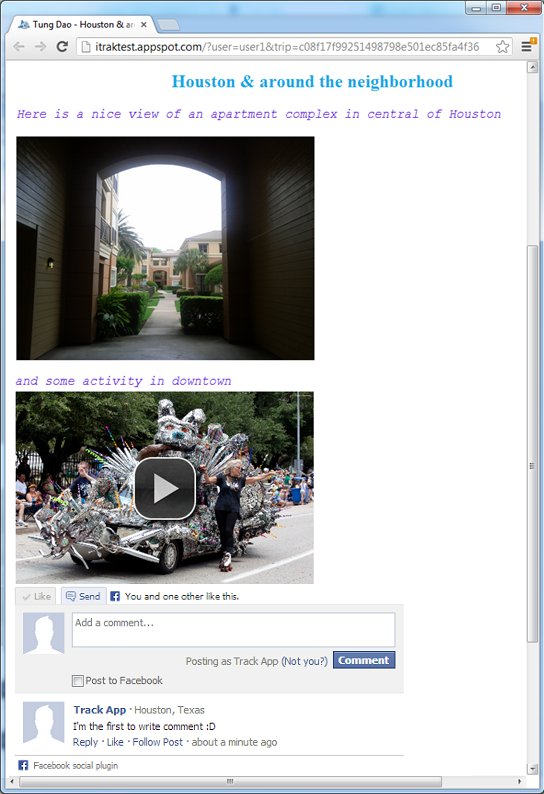 Tung Dao - Houston & ar
itraktest.appspot.com/?user=user1&trip=c08f17f99251498798e501ec85fa4f36
Houston & around the neighborhood
Here is a nice view of an apartment complex in central of Houston
and some activity in downtown
Like Send You and one other like this.
Add a comment...
Posting as Track App (Not you?) Comment
Post to Facebook
Track App · Houston, Texas
I'm the first to write comment :D
Reply · Like · Follow Post · about a minute ago
Facebook social plugin